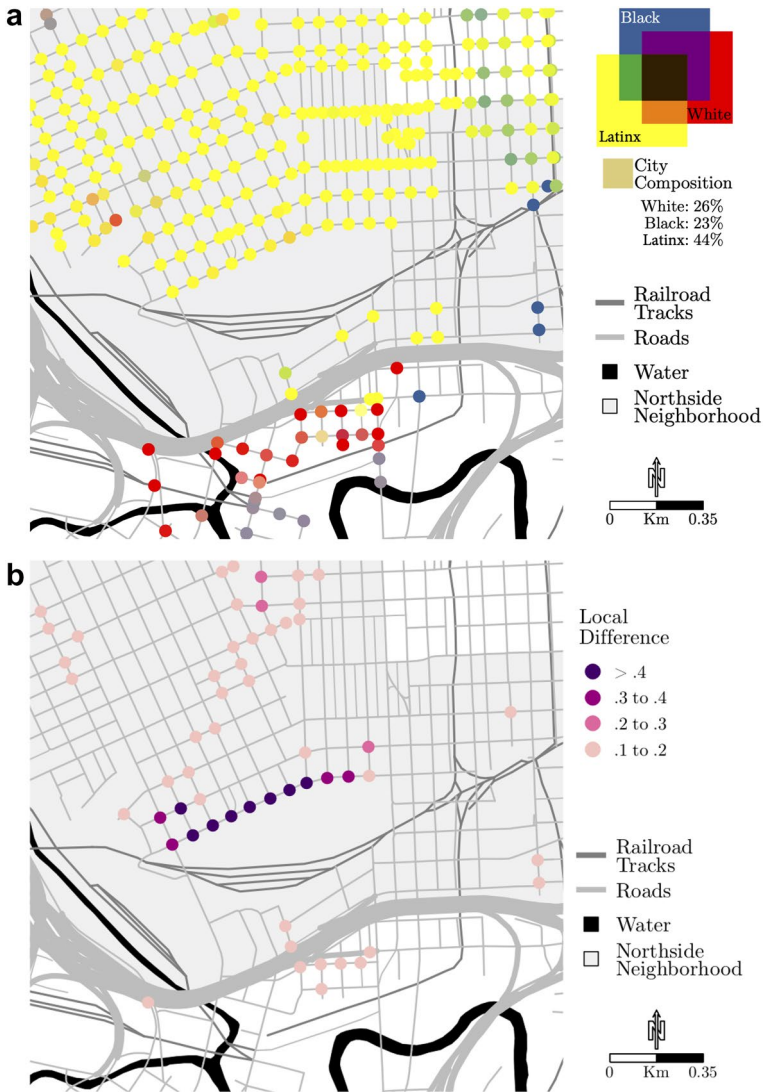 a
Black
White
Latinx
City
Composition
White: 26%
Black: 23%
Latinx: 44%
Railroad
Tracks
Roads
Water
Northside
Neighborhood
N
0 Km 0.35
b
Local
Difference
> .4
.3 to .4
.2 to .3
.1 to .2
Railroad
Tracks
Roads
Water
Northside
Neighborhood
N
0 Km 0.35